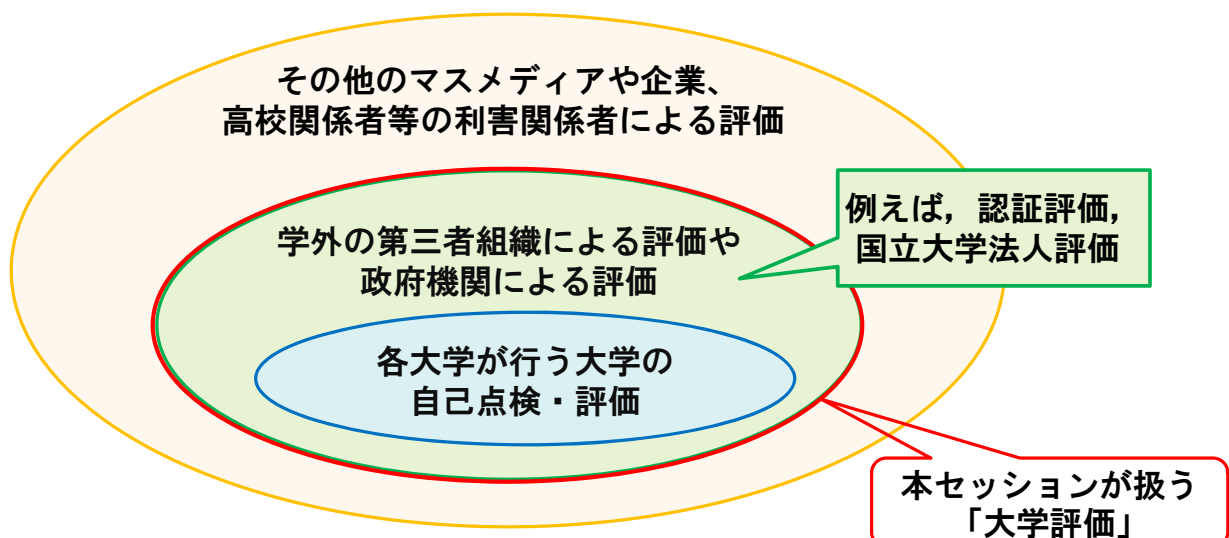 その他のマスメディアや企業、
高校関係者等の利害関係者による評価
例えば，認証評価，
国立大学法人評価
学外の第三者組織による評価や
政府機関による評価
各大学が行う大学の
自己点検・評価
本セッションが扱う
「大学評価」